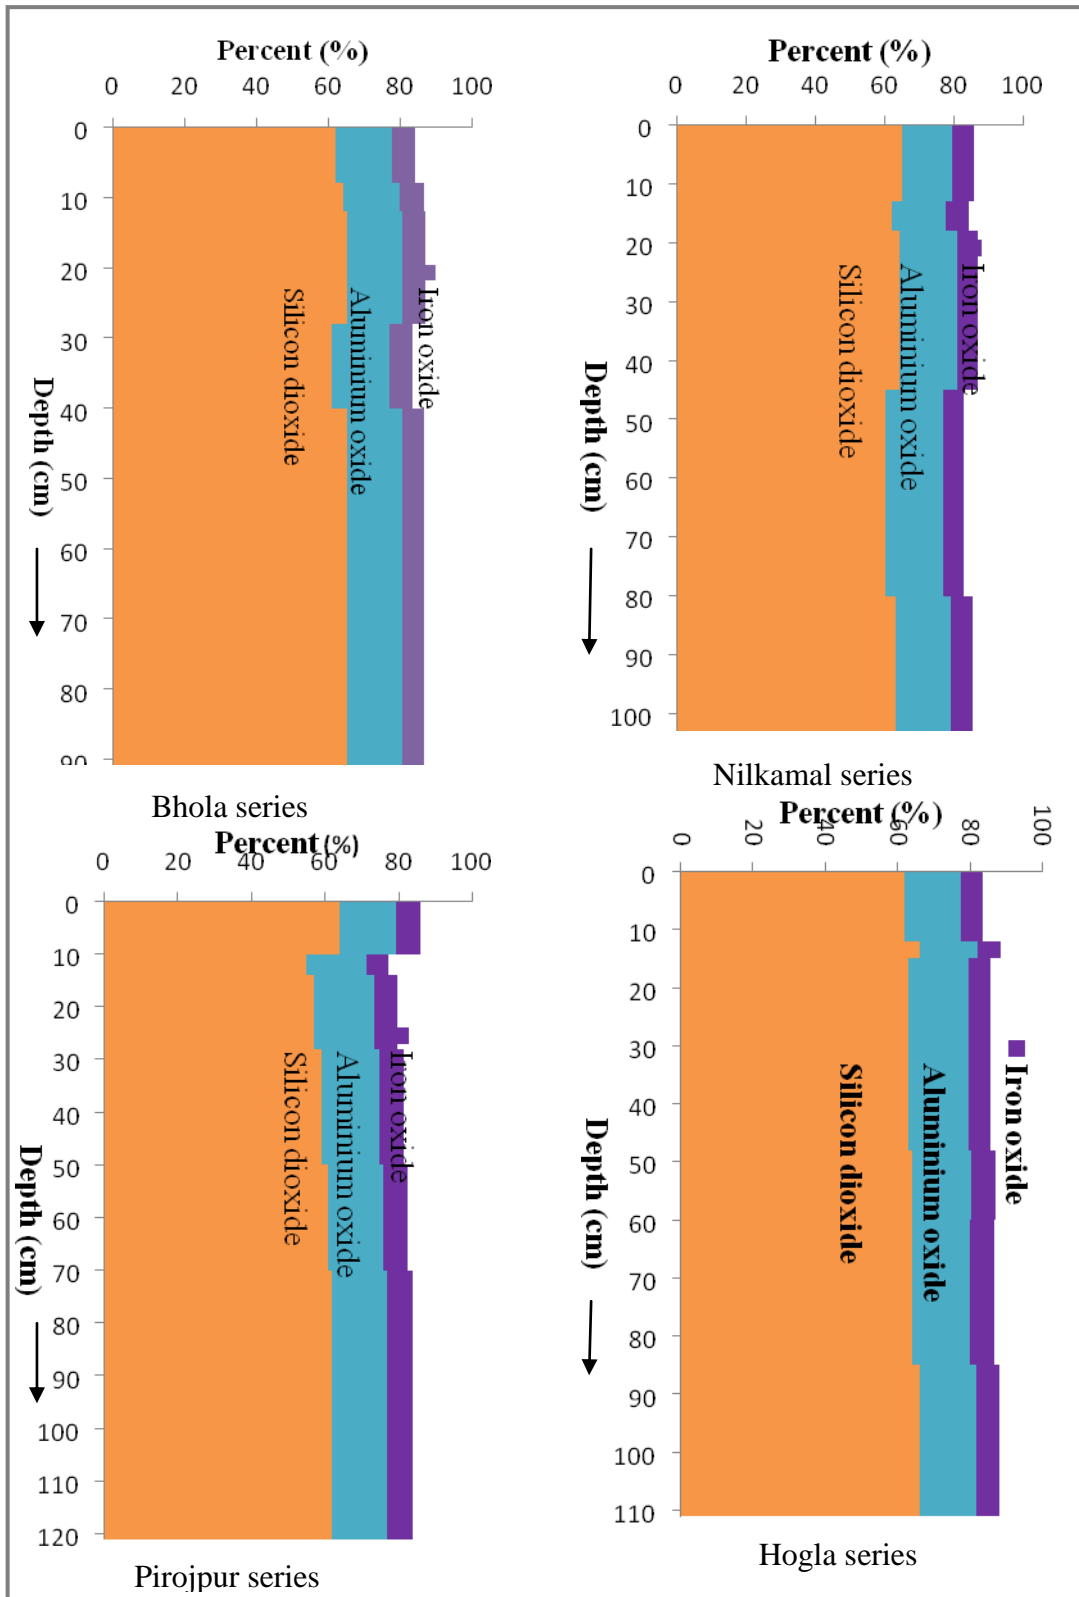 Percent (%)
0 20 40 60 80 100
0
10
20
30
40
50
60
70
80
90
Depth (cm)
Silicon dioxide
Aluminium oxide
Iron oxide
Bhola series
Percent (%)
0 20 40 60 80 100
0
10
20
30
40
50
60
70
80
90
100
Depth (cm)
Silicon dioxide
Aluminium oxide
Iron oxide
Nilkamal series
Percent (%)
0 20 40 60 80 100
0
10
20
30
40
50
60
70
80
90
100
110
120
Depth (cm)
Silicon dioxide
Aluminium oxide
Iron oxide
Pirojpur series
Percent (%)
0 20 40 60 80 100
0
10
20
30
40
50
60
70
80
90
100
110
Depth (cm)
Silicon dioxide
Aluminium oxide
Iron oxide
Hogla series